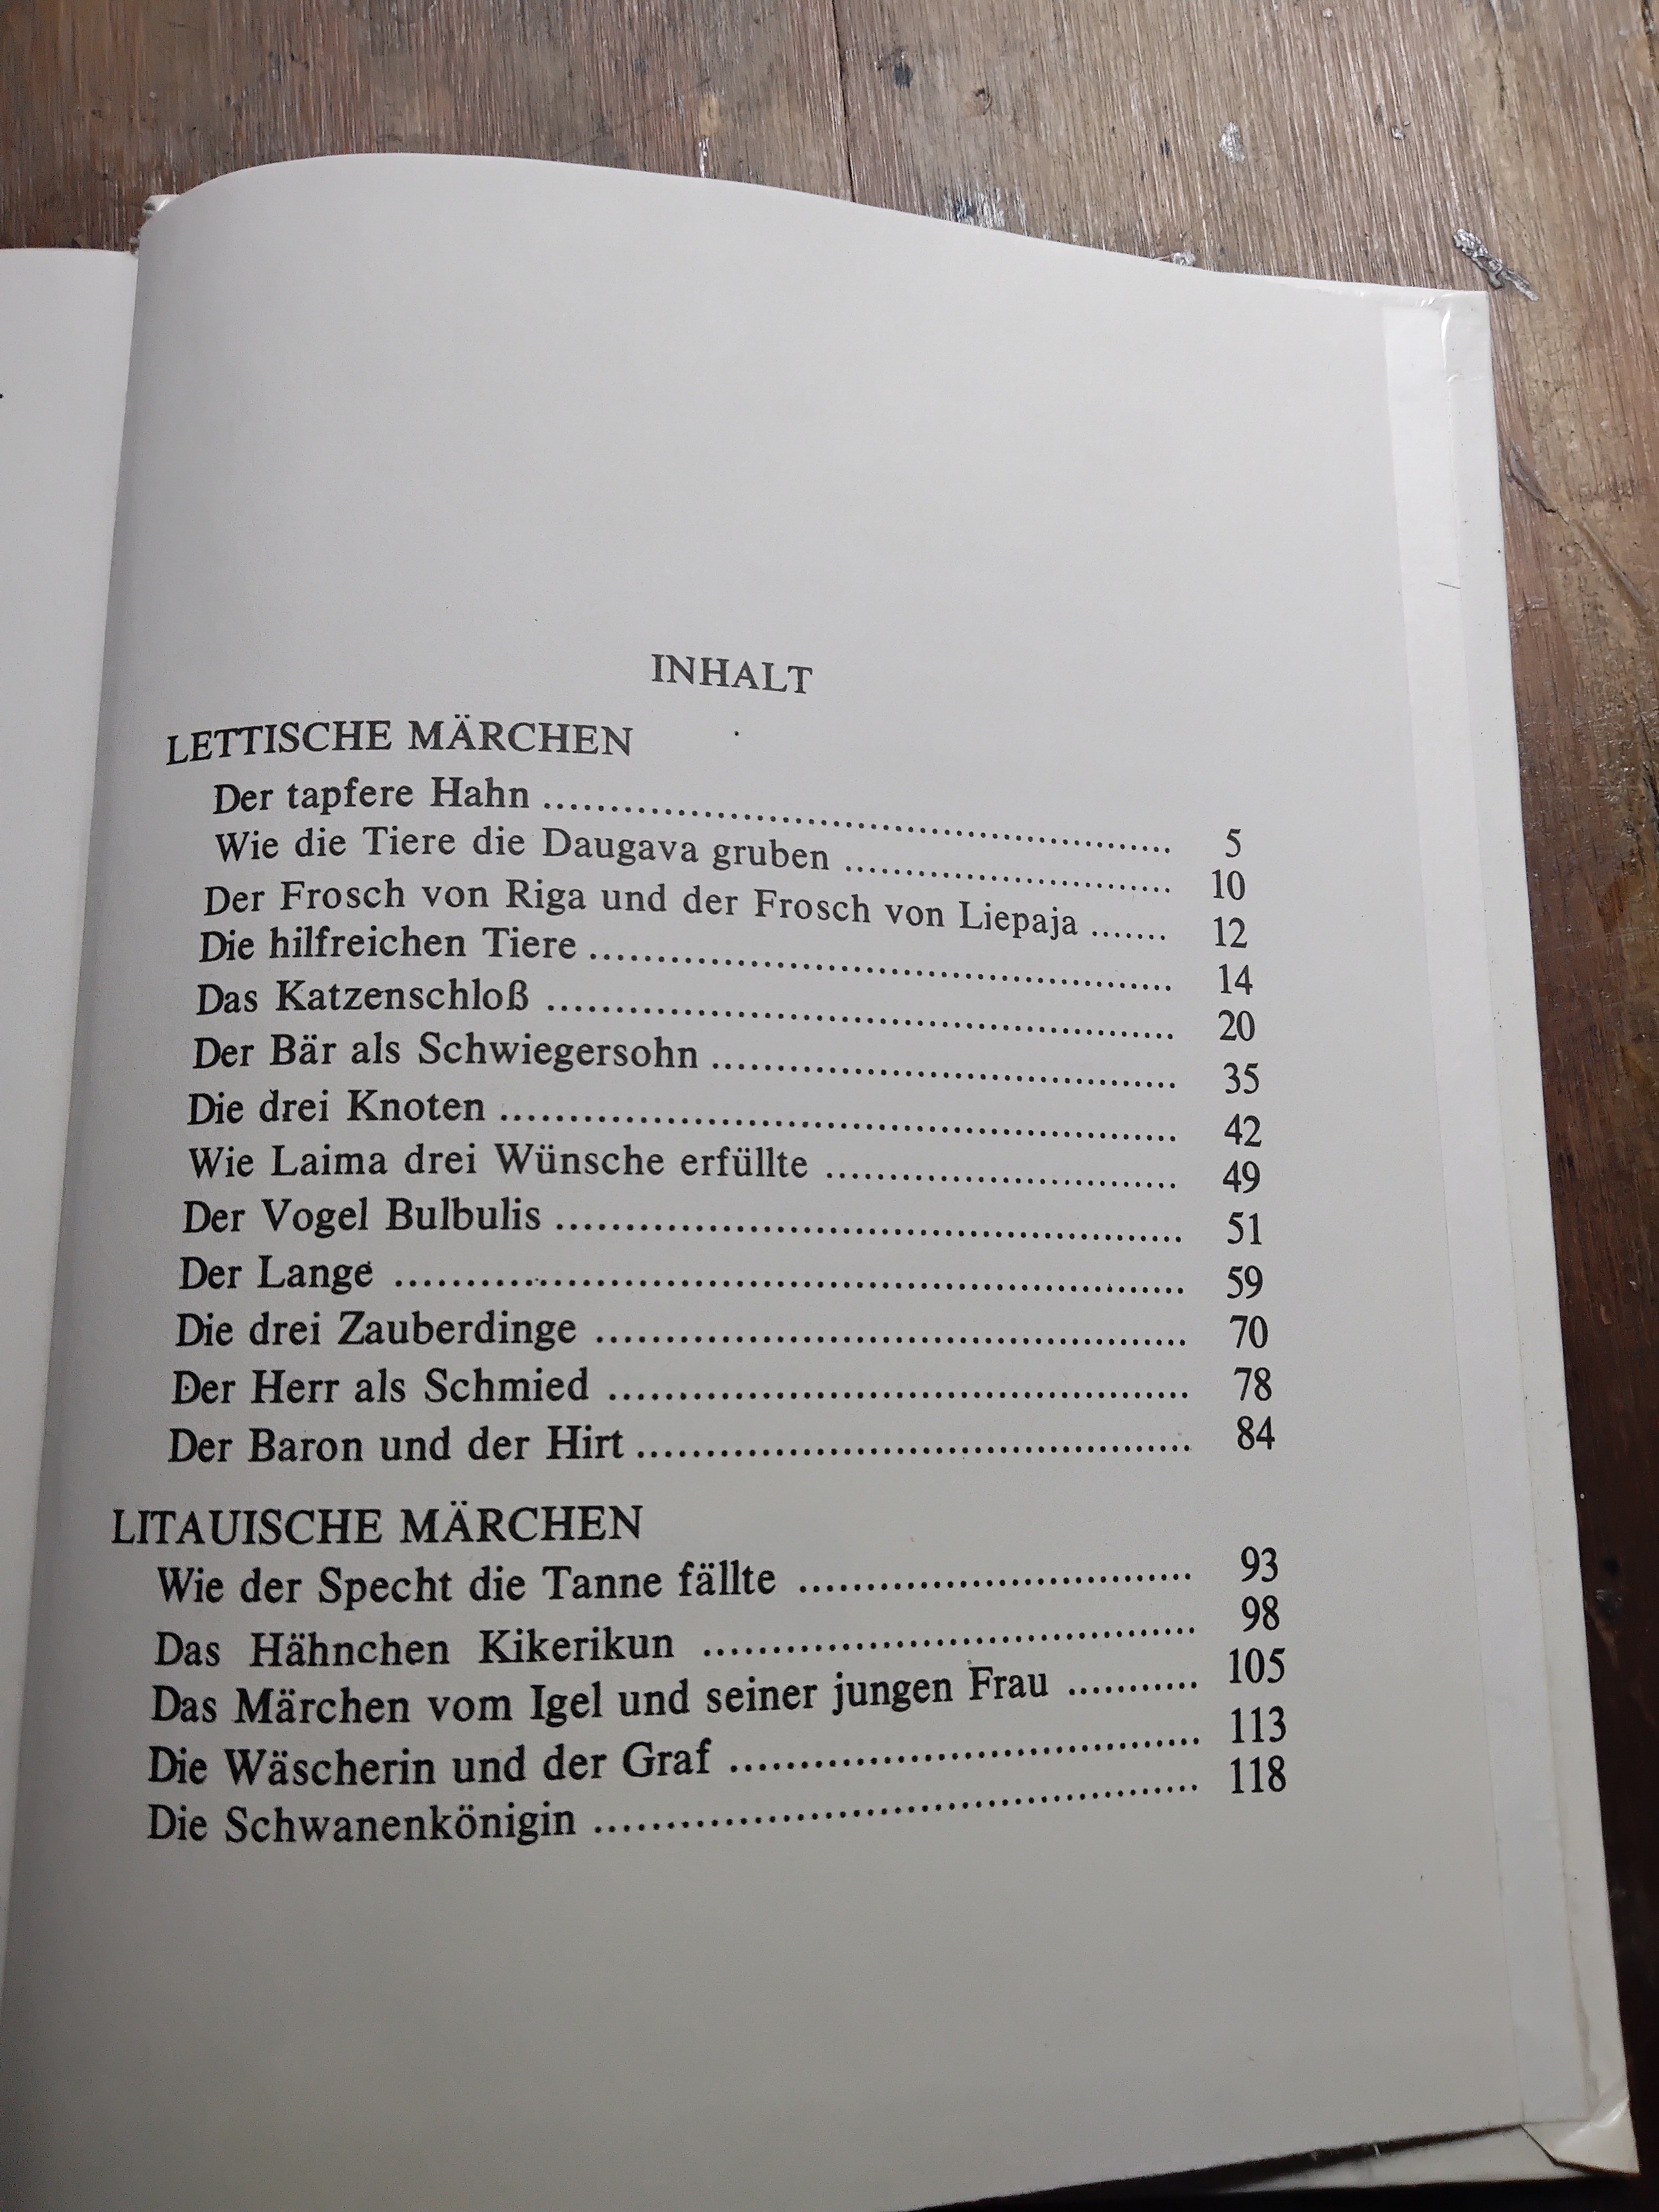 INHALT
LETTISCHE MÄRCHEN
Der tapfere Hahn ........................................ 5
Wie die Tiere die Daugava gruben ........................ 10
Der Frosch von Riga und der Frosch von Liepaja ....... 12
Die hilfreichen Tiere ........................................ 14
Das Katzenschloß ........................................ 20
Der Bär als Schwiegersohn ................................ 35
Die drei Knoten ........................................ 42
Wie Laima drei Wünsche erfüllte ........................ 49
Der Vogel Bulbulis ........................................ 51
Der Lange ........................................ 59
Die drei Zauberdinge ........................................ 70
Der Herr als Schmied ........................................ 78
Der Baron und der Hirt ........................................ 84
LITAUISCHE MÄRCHEN
Wie der Specht die Tanne fällte ........................ 93
Das Hähnchen Kikerikun ................................ 98
Das Märchen vom Igel und seiner jungen Frau ........... 105
Die Wäscherin und der Graf ................................ 113
Die Schwanenkönigin ........................................ 118